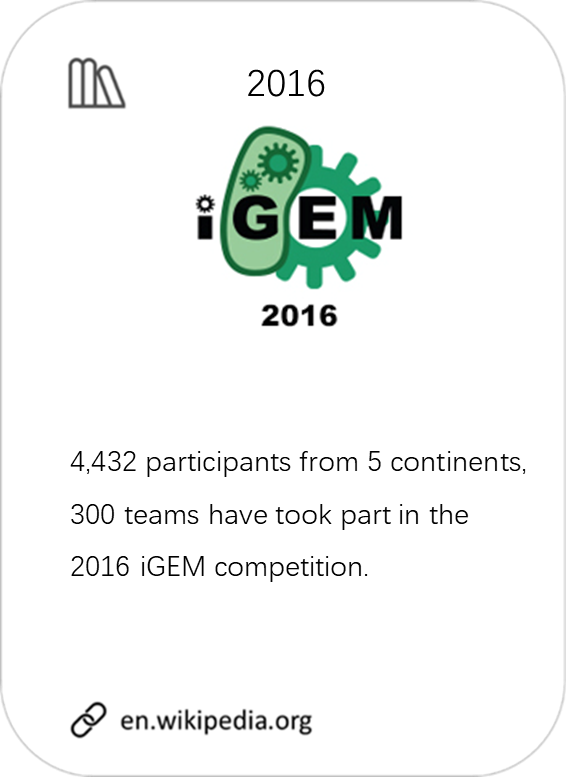 2016
iGEM
2016
4,432 participants from 5 continents,
300 teams have took part in the
2016 iGEM competition.
en.wikipedia.org